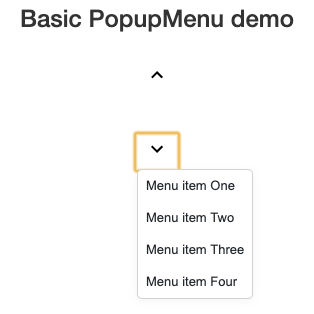 Basic PopupMenu demo
Menu item One
Menu item Two
Menu item Three
Menu item Four